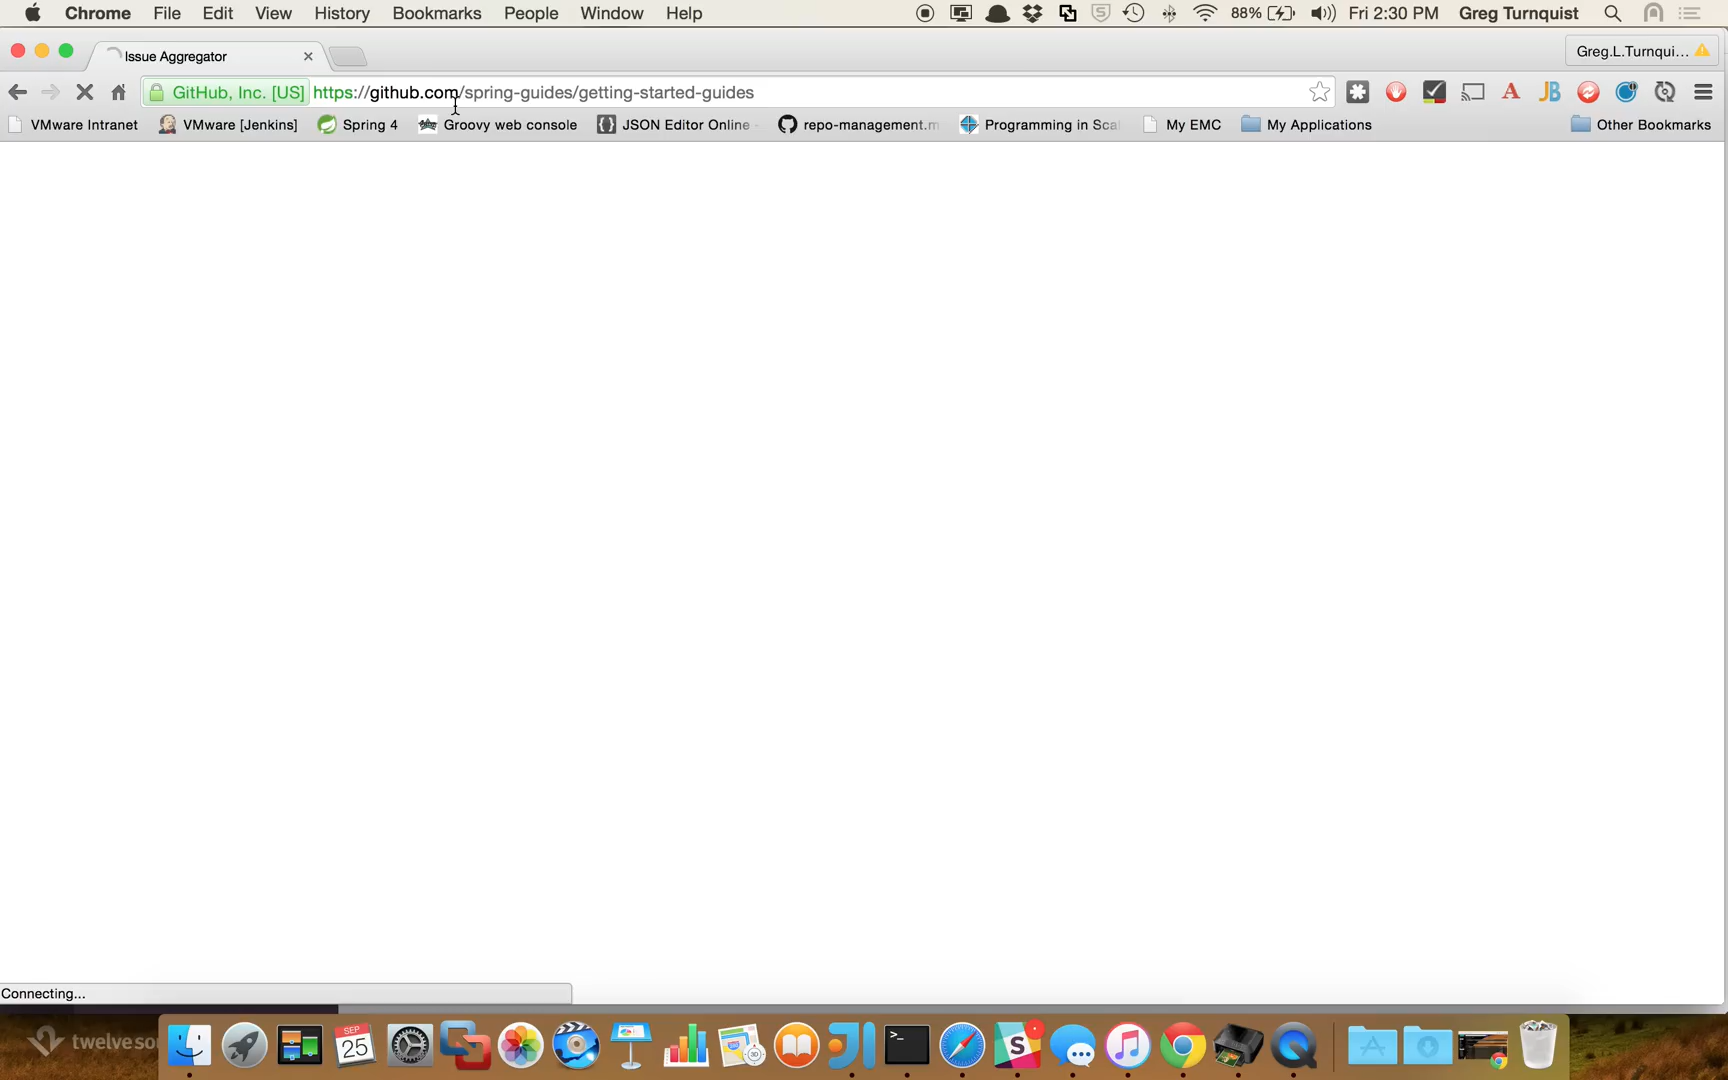 Chrome File Edit View History Bookmarks People Window Help 88% Fri 2:30 PM Greg Turnquist
Issue Aggregator Greg.L.Turnqui...
GitHub, Inc. [US] https://github.com/spring-guides/getting-started-guides
VMware Intranet VMware [Jenkins] Spring 4 Groovy web console JSON Editor Online repo-management.m Programming in Sca My EMC My Applications Other Bookmarks
Connecting...
twelve so
SEP
25